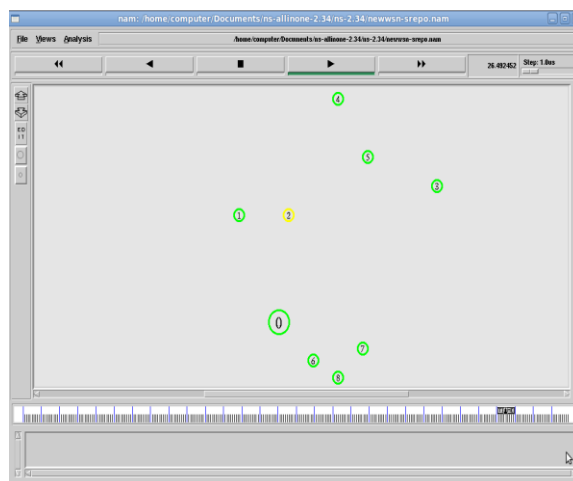 nam: /home/computer/Documents/ns-allinone-2.34/ns-2.34/newwsn-srepo.nam
File Views Analysis /home/computer/Documents/ns-allinone-2.34/ns-2.34/newwsn-srepo.nam
26.492452 Step: 1.0us
4
5
3
1 2
0
7
6
8